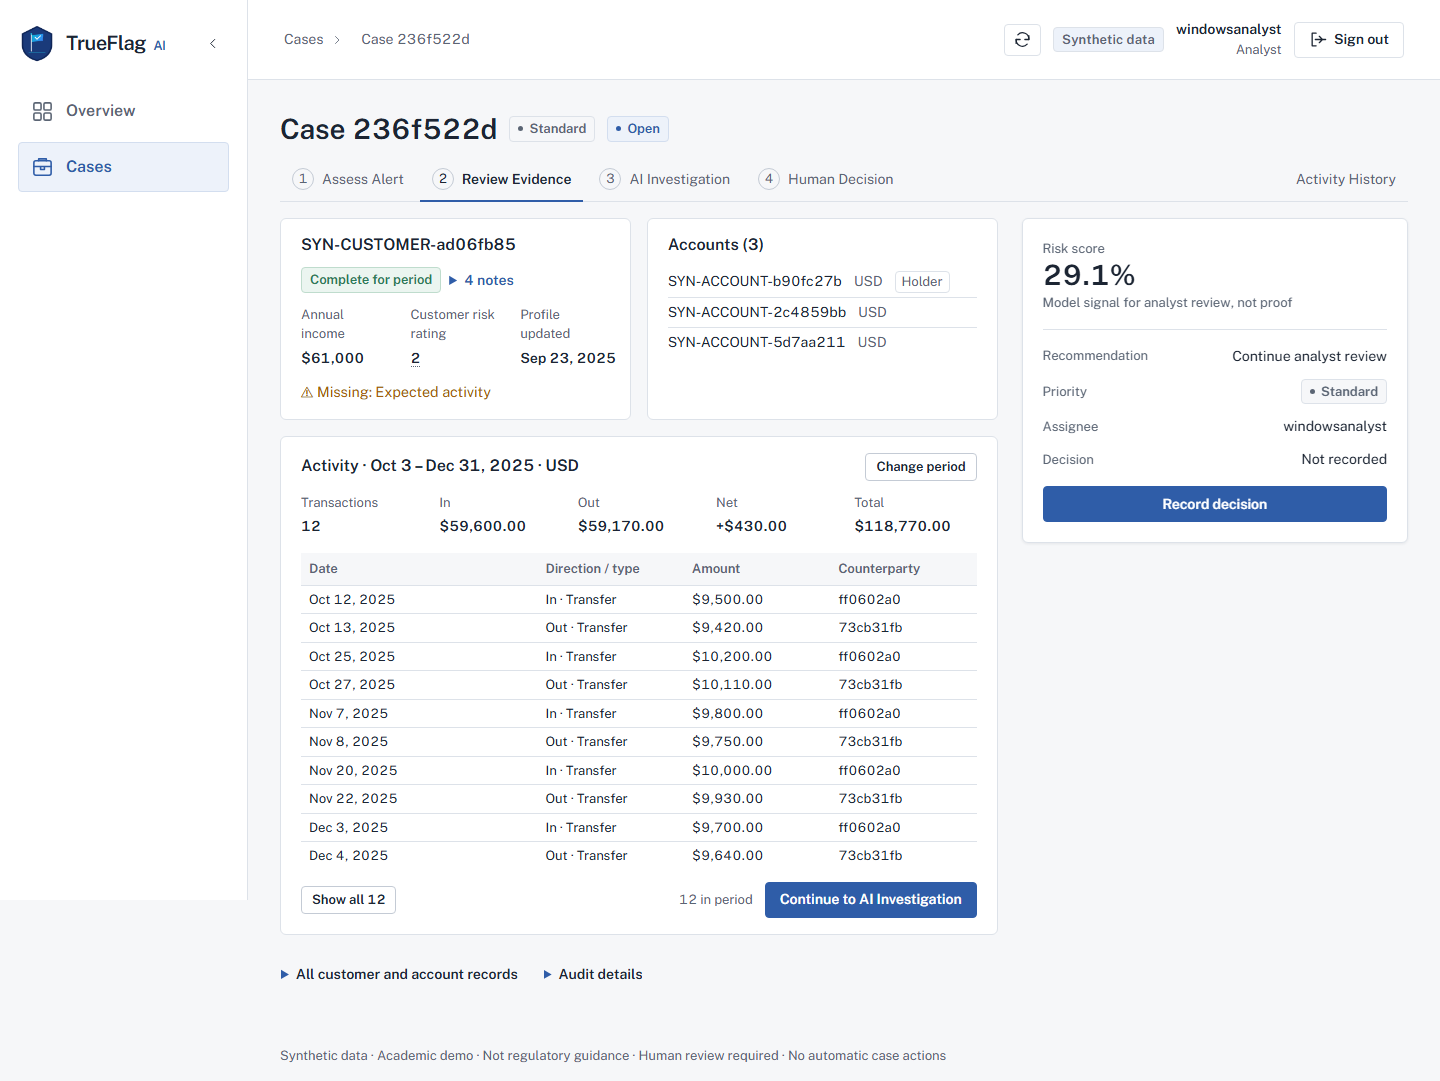 TrueFlag AI
Overview
Cases
Cases > Case 236f522d
Synthetic data
windowsanalyst
Analyst
Sign out
Case 236f522d
Standard
Open
1 Assess Alert
2 Review Evidence
3 AI Investigation
4 Human Decision
Activity History
SYN-CUSTOMER-ad06fb85
Complete for period
4 notes
Annual income
Customer risk rating
Profile updated
$61,000 2 Sep 23, 2025
Missing: Expected activity
Accounts (3)
SYN-ACCOUNT-b90fc27b USD Holder
SYN-ACCOUNT-2c4859bb USD
SYN-ACCOUNT-5d7aa211 USD
Risk score
29.1%
Model signal for analyst review, not proof
Recommendation Continue analyst review
Priority Standard
Assignee windowsanalyst
Decision Not recorded
Record decision
Activity · Oct 3 – Dec 31, 2025 · USD
Change period
Transactions In Out Net Total
12 $59,600.00 $59,170.00 +$430.00 $118,770.00
Date Direction / type Amount Counterparty
Oct 12, 2025 In · Transfer $9,500.00 ff0602a0
Oct 13, 2025 Out · Transfer $9,420.00 73cb31fb
Oct 25, 2025 In · Transfer $10,200.00 ff0602a0
Oct 27, 2025 Out · Transfer $10,110.00 73cb31fb
Nov 7, 2025 In · Transfer $9,800.00 ff0602a0
Nov 8, 2025 Out · Transfer $9,750.00 73cb31fb
Nov 20, 2025 In · Transfer $10,000.00 ff0602a0
Nov 22, 2025 Out · Transfer $9,930.00 73cb31fb
Dec 3, 2025 In · Transfer $9,700.00 ff0602a0
Dec 4, 2025 Out · Transfer $9,640.00 73cb31fb
Show all 12
12 in period
Continue to AI Investigation
All customer and account records
Audit details
Synthetic data · Academic demo · Not regulatory guidance · Human review required · No automatic case actions